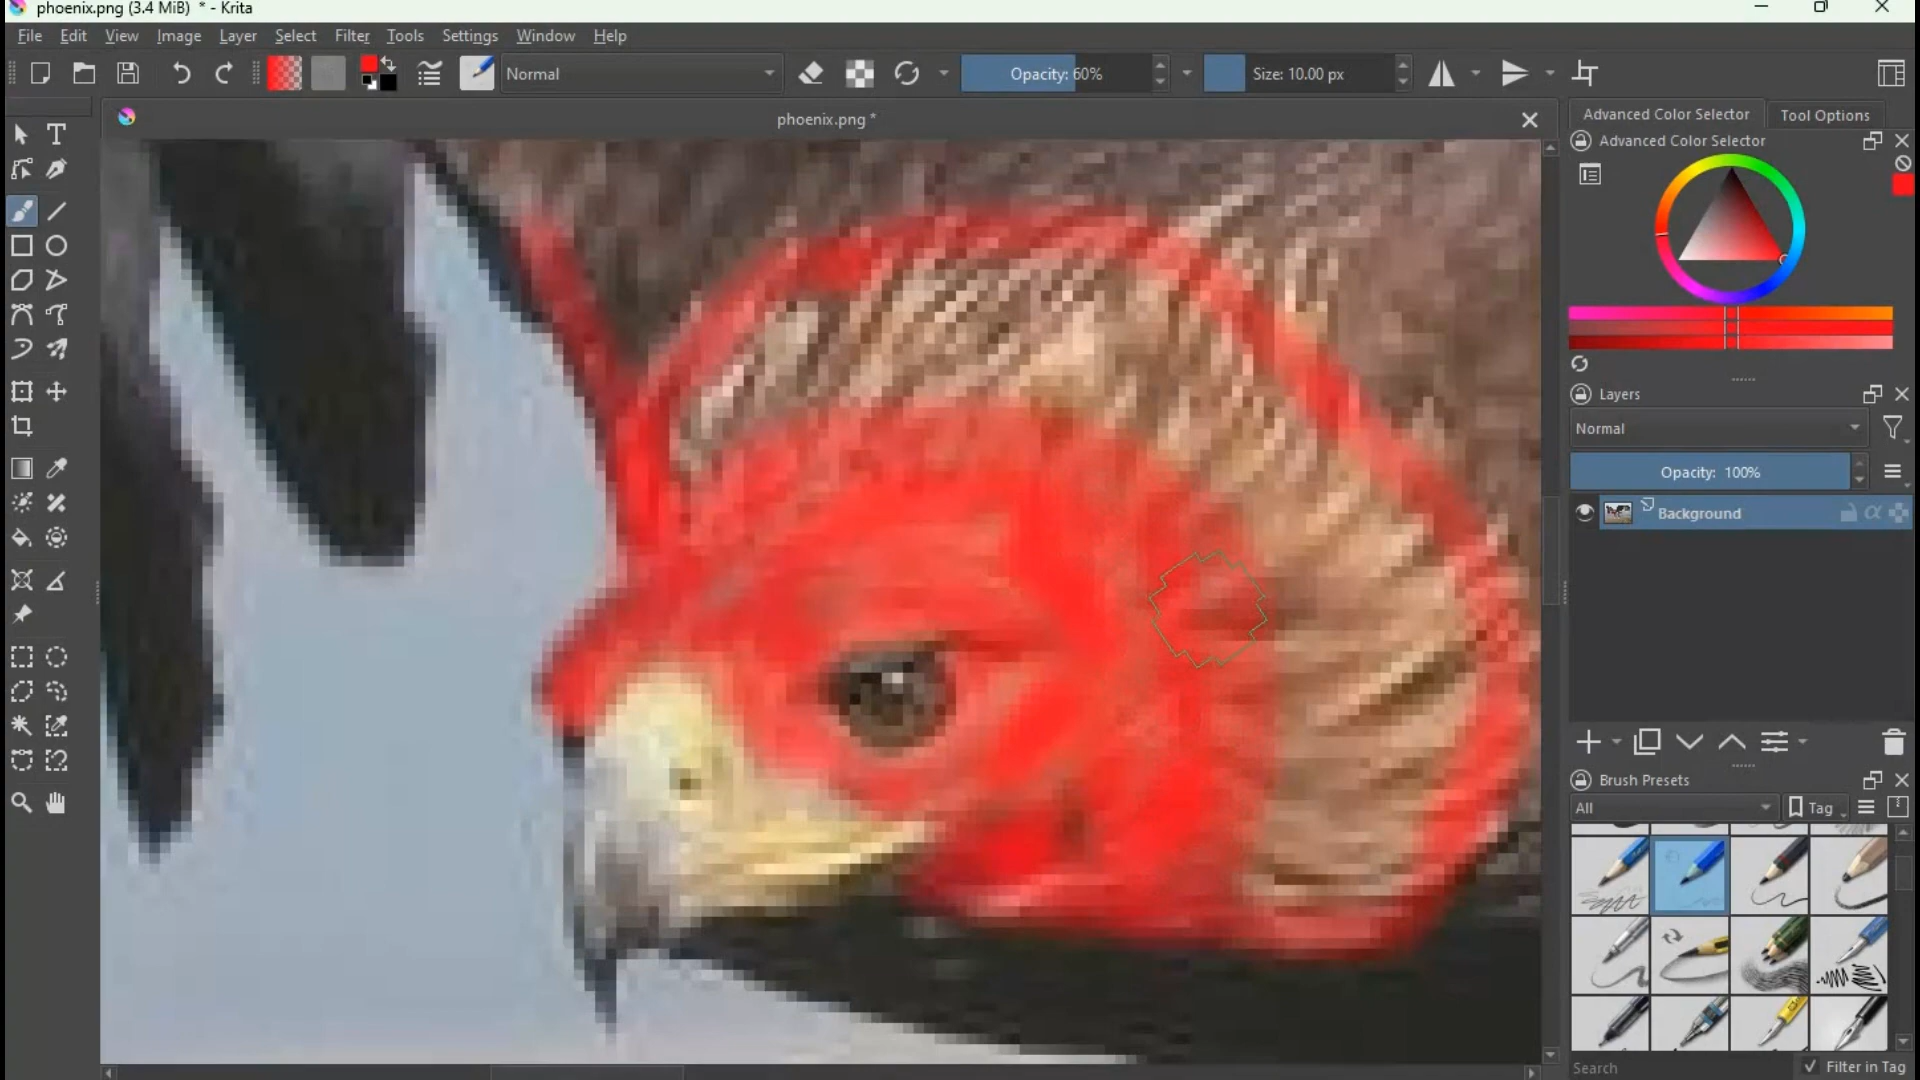 phoenix.png (3.4 MiB) * - Krita
File Edit View Image Layer Select Filter Tools Settings Window Help
Normal
Opacity: 60%
Size: 10.00 px
phoenix.png *
Advanced Color Selector
Tool Options
Advanced Color Selector
Layers
Normal
Opacity: 100%
Background
Brush Presets
All
Tag
Search
Filter in Tag